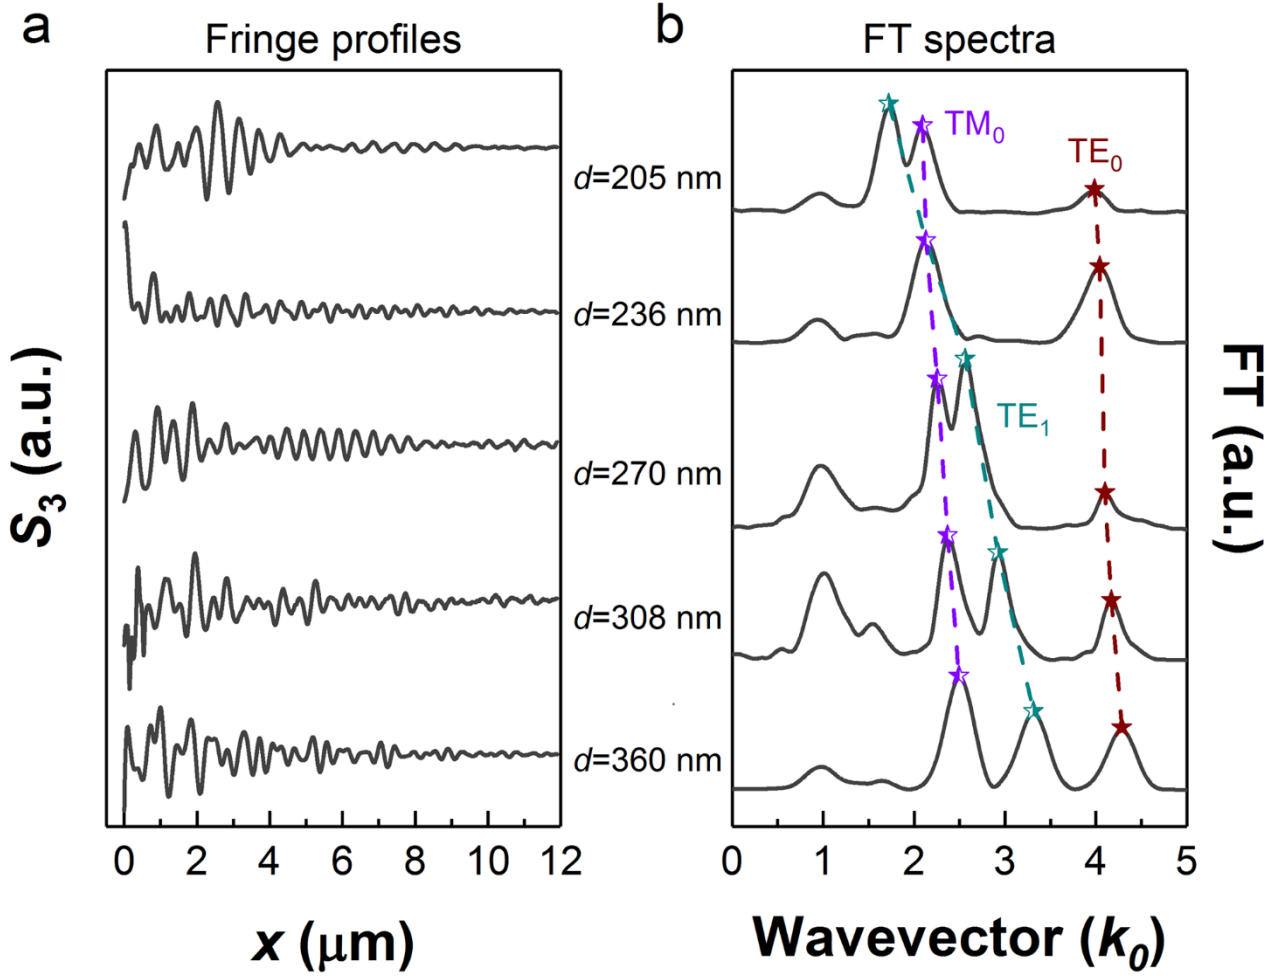 a
Fringe profiles
b
FT spectra
S3 (a.u.)
d=205 nm
d=236 nm
d=270 nm
d=308 nm
d=360 nm
TM0
TE0
TE1
FT (a.u.)
0 2 4 6 8 10 12
0 1 2 3 4 5
x (μm)
Wavevector (k0)